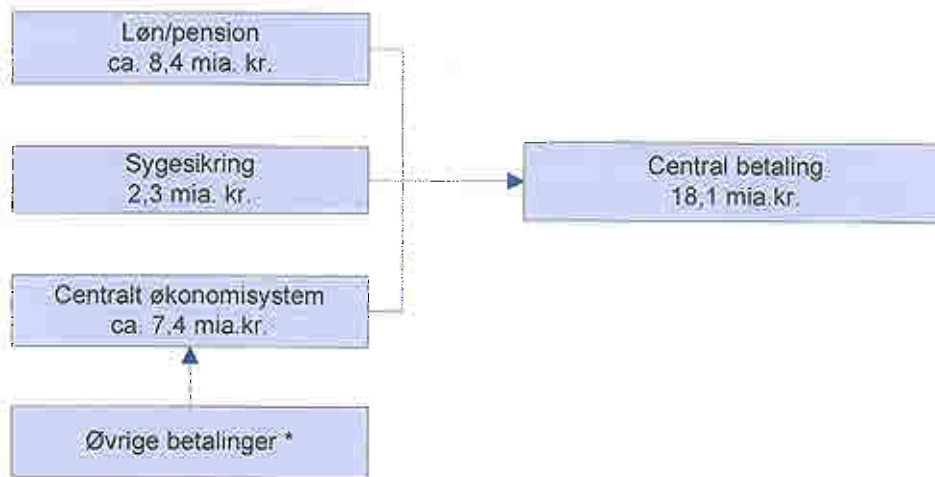 Løn/pension
ca. 8,4 mia. kr.
Sygesikring
2,3 mia. kr.
Central betaling
18,1 mia.kr.
Centralt økonomisystem
ca. 7,4 mia.kr.
Øvrige betalinger *